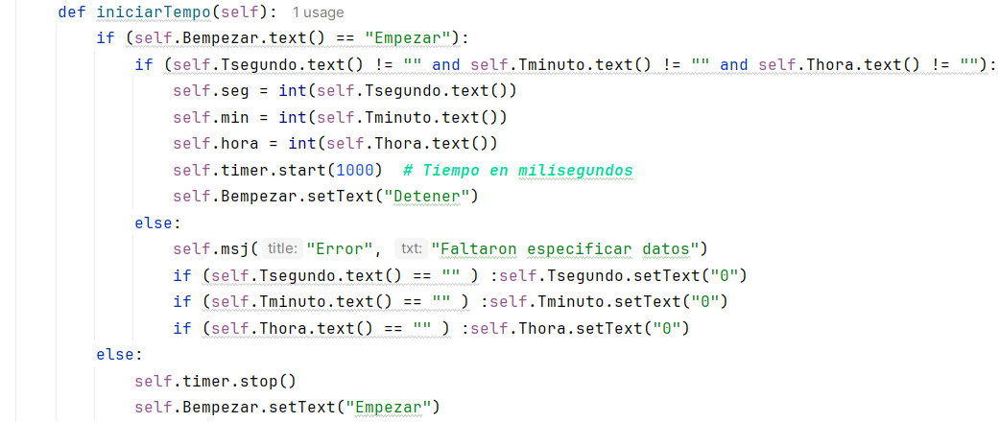 def iniciarTempo(self): 1 usage
if (self.Bempezar.text() == "Empezar"):
if (self.Tsegundo.text() != "" and self.Tminuto.text() != "" and self.Thora.text() != ""):
self.seg = int(self.Tsegundo.text())
self.min = int(self.Tminuto.text())
self.hora = int(self.Thora.text())
self.timer.start(1000)  # Tiempo en milisegundos
self.Bempezar.setText("Detener")
else:
self.msj( title: "Error", txt: "Faltaron especificar datos")
if (self.Tsegundo.text() == "" ) :self.Tsegundo.setText("0")
if (self.Tminuto.text() == "" ) :self.Tminuto.setText("0")
if (self.Thora.text() == "" ) :self.Thora.setText("0")
else:
self.timer.stop()
self.Bempezar.setText("Empezar")